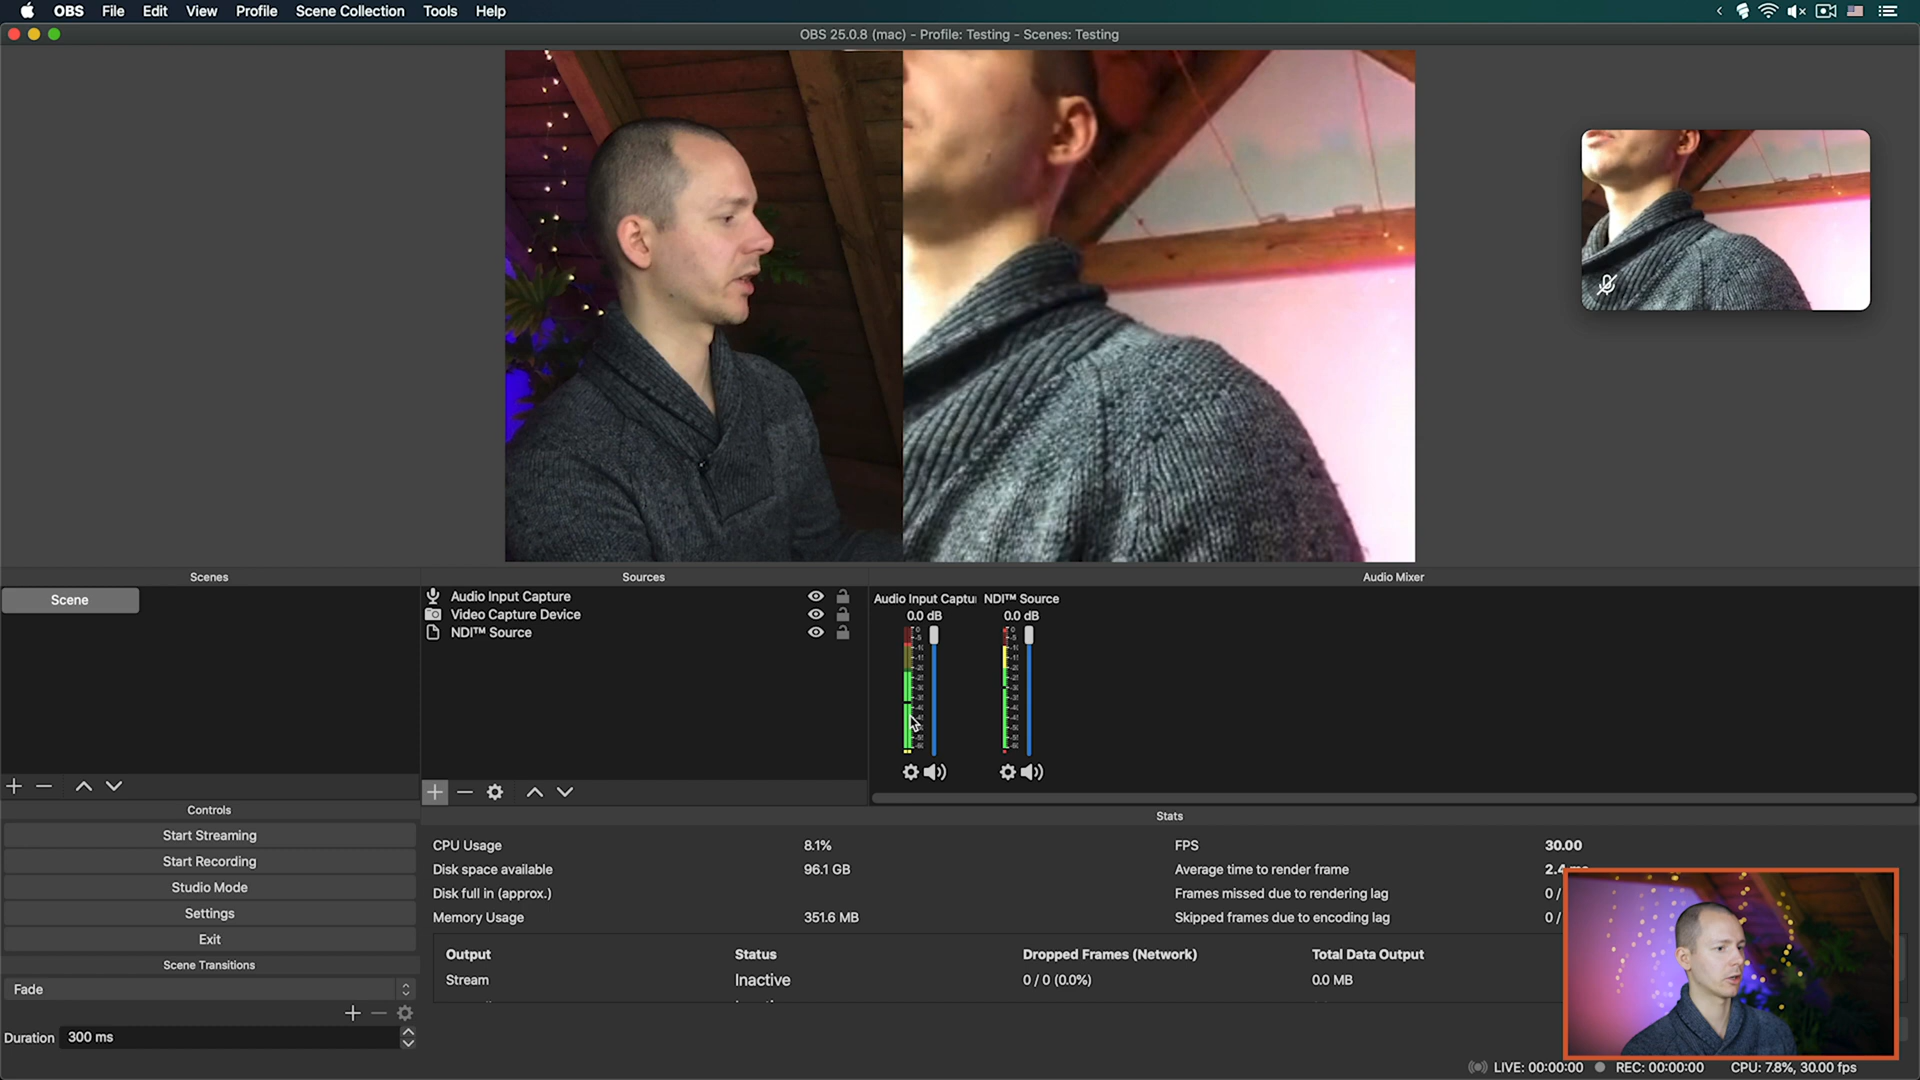 OBS File Edit View Profile Scene Collection Tools Help
OBS 25.0.8 (mac) - Profile: Testing - Scenes: Testing
Scenes
Scene
Sources
Audio Input Capture
Video Capture Device
NDI™ Source
Audio Mixer
Audio Input Captu NDI™ Source
0.0 dB 0.0 dB
Controls
Start Streaming
Start Recording
Studio Mode
Settings
Exit
Scene Transitions
Fade
Duration 300 ms
Stats
CPU Usage 8.1% FPS 30.00
Disk space available 96.1 GB Average time to render frame 2.4
Disk full in (approx.) Frames missed due to rendering lag 0 /
Memory Usage 351.6 MB Skipped frames due to encoding lag 0 /
Output Status Dropped Frames (Network) Total Data Output
Stream Inactive 0 / 0 (0.0%) 0.0 MB
LIVE: 00:00:00 REC: 00:00:00 CPU: 7.8%, 30.00 fps